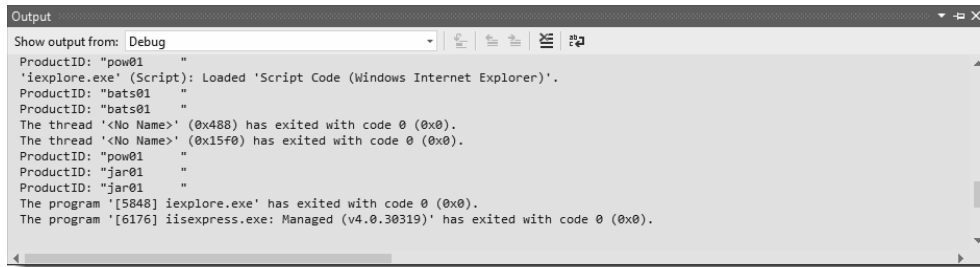 Output
Show output from: Debug
ProductID: "pow01     "
'iexplore.exe' (Script): Loaded 'Script Code (Windows Internet Explorer)'.
ProductID: "bats01    "
ProductID: "bats01    "
The thread '<No Name>' (0x488) has exited with code 0 (0x0).
The thread '<No Name>' (0x15f0) has exited with code 0 (0x0).
ProductID: "pow01     "
ProductID: "jar01     "
ProductID: "jar01     "
The program '[5848] iexplore.exe' has exited with code 0 (0x0).
The program '[6176] iisexpress.exe: Managed (v4.0.30319)' has exited with code 0 (0x0).